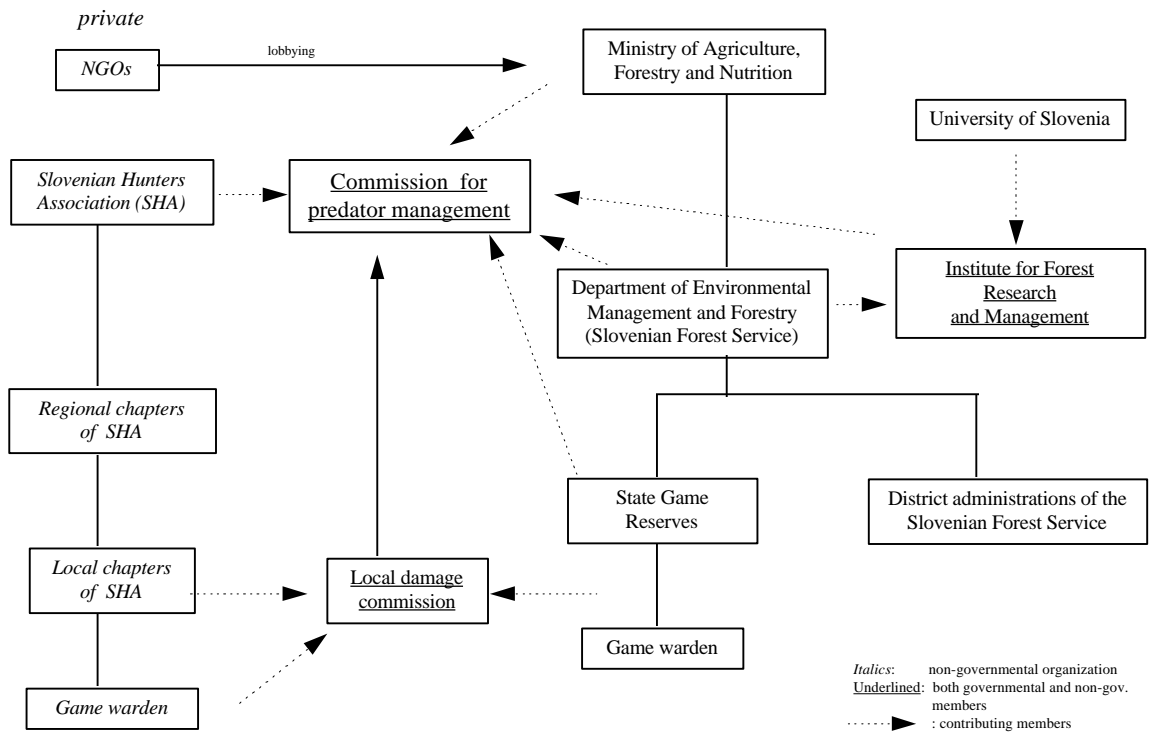 private
NGOs
lobbying
Ministry of Agriculture,
Forestry and Nutrition
University of Slovenia
Slovenian Hunters
Association (SHA)
Commission for
predator management
Institute for Forest
Research
and Management
Department of Environmental
Management and Forestry
(Slovenian Forest Service)
Regional chapters
of SHA
State Game
Reserves
District administrations of the
Slovenian Forest Service
Local chapters
of SHA
Local damage
commission
Game warden
Game warden
Italics: non-governmental organization
Underlined: both governmental and non-gov.
members
: contributing members